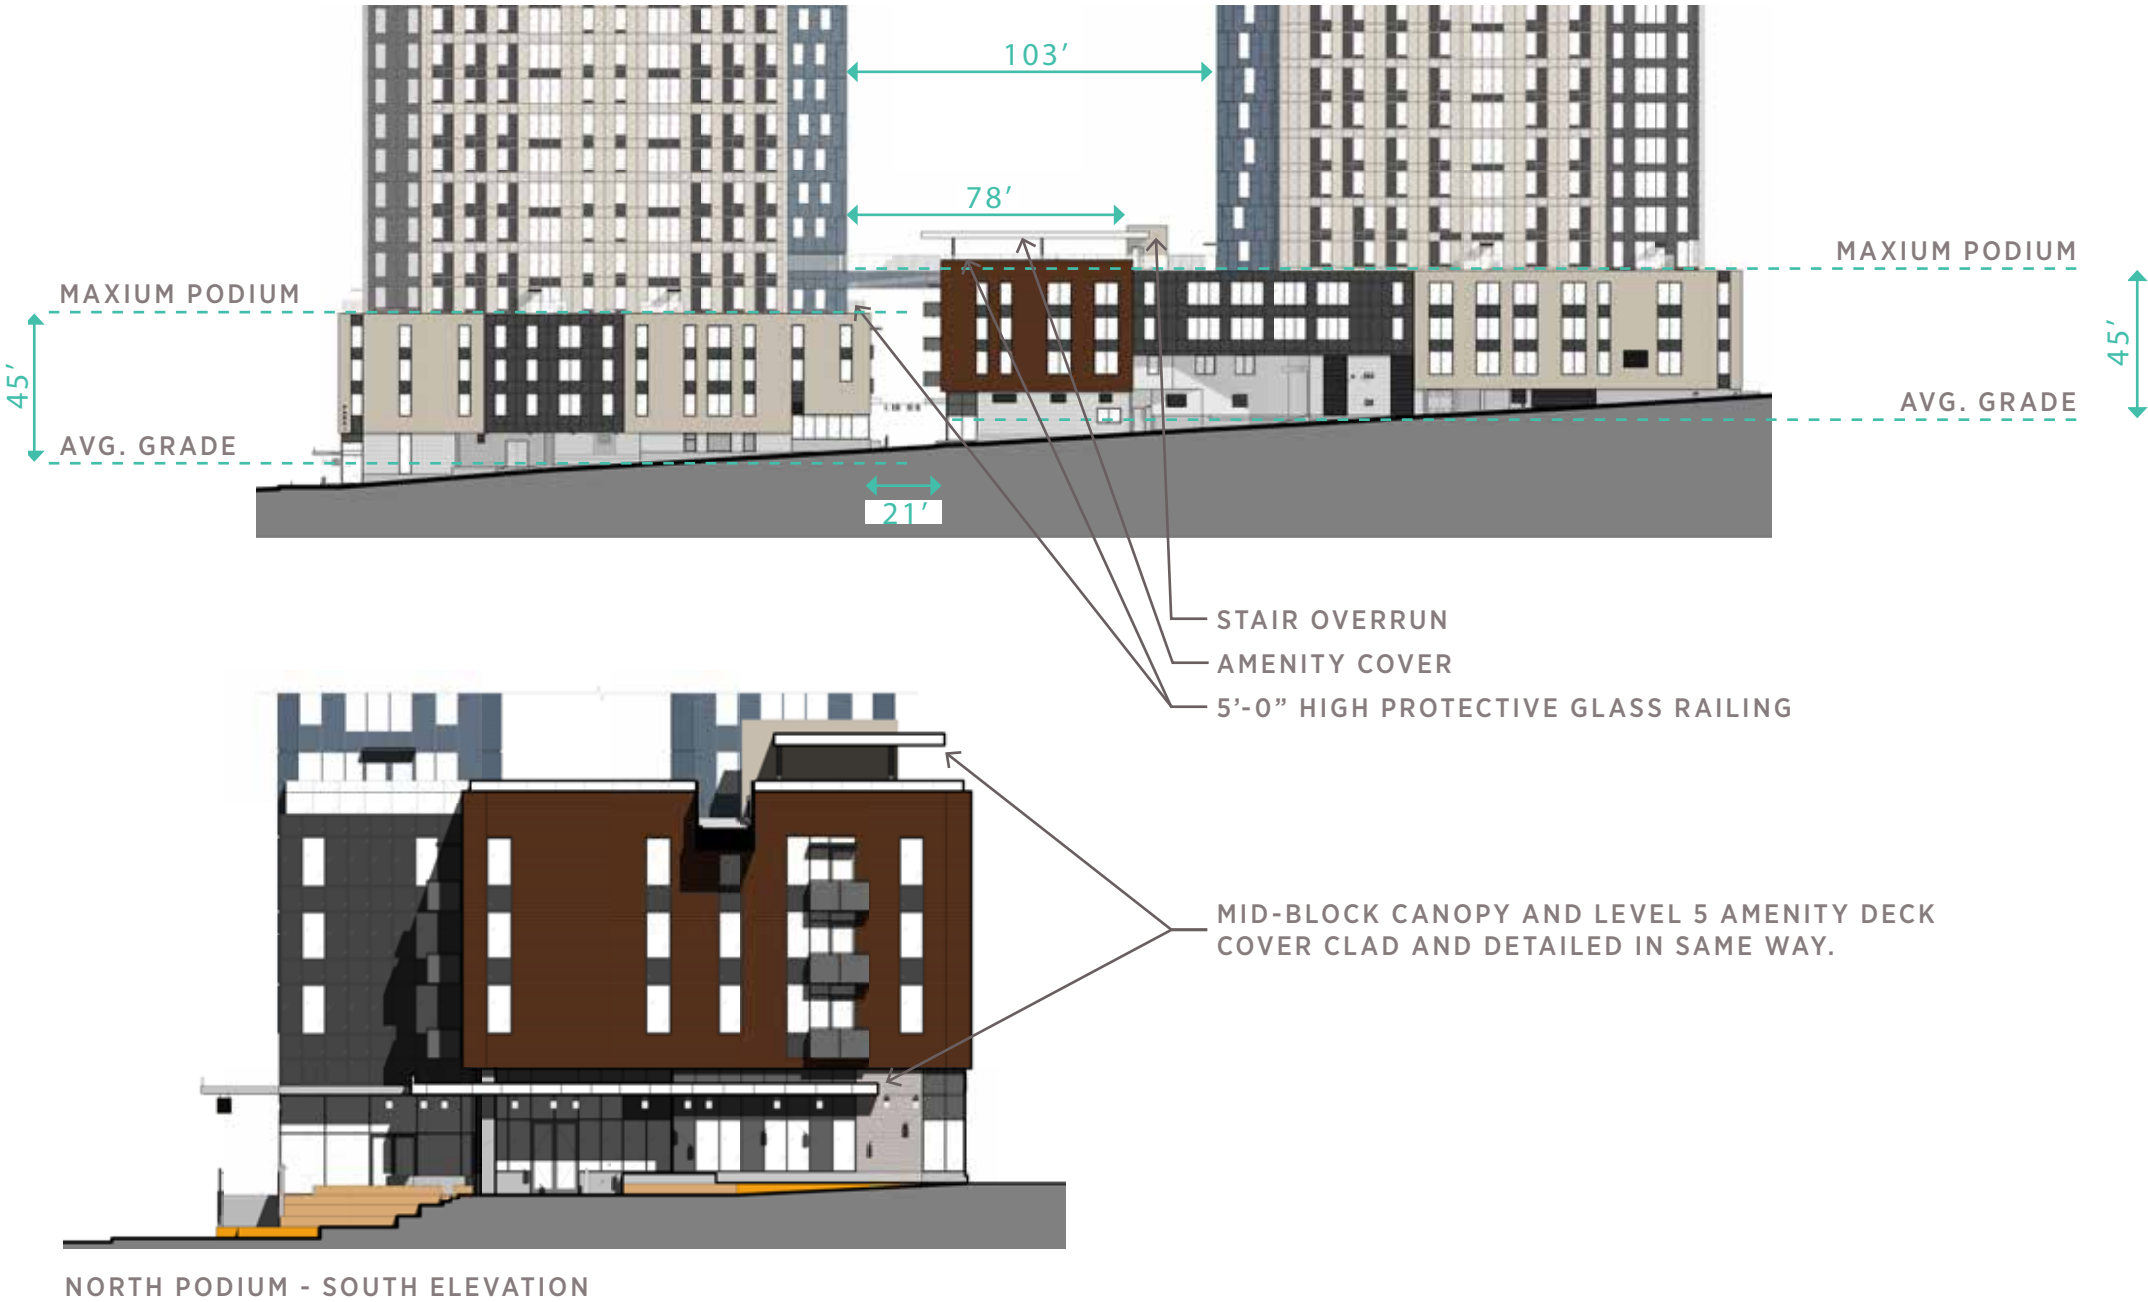 103’
78’
MAXIUM PODIUM
MAXIUM PODIUM
45’
45’
AVG. GRADE
AVG. GRADE
21’
STAIR OVERRUN
AMENITY COVER
5’-0” HIGH PROTECTIVE GLASS RAILING
MID-BLOCK CANOPY AND LEVEL 5 AMENITY DECK
COVER CLAD AND DETAILED IN SAME WAY.
NORTH PODIUM - SOUTH ELEVATION